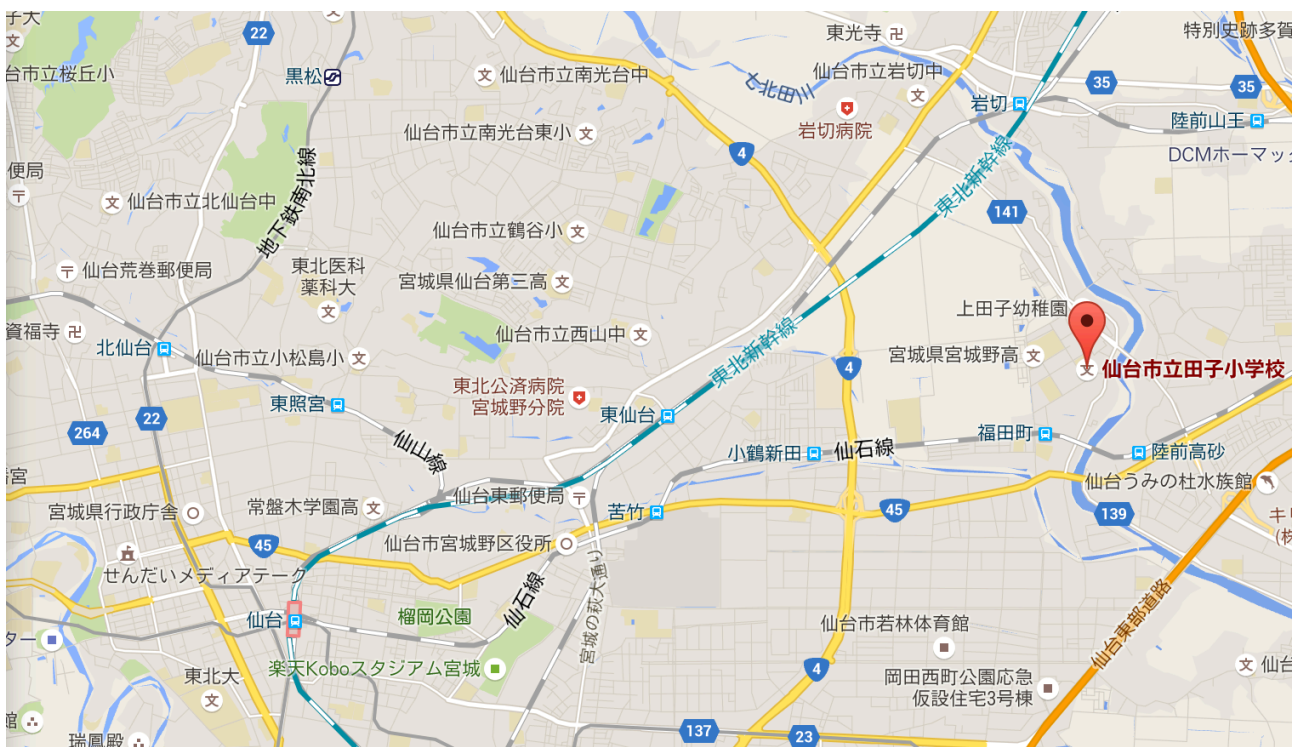 子大
22
東光寺
特別史跡多賀
台市立桜丘小
黒松
仙台市立南光台中
七北田川
仙台市立岩切中
35
35
岩切
仙台市立南光台東小
岩切病院
陸前山王
4
DCMホーマック
便局
東北新幹線
仙台市立北仙台中
地下鉄南北線
141
仙台市立鶴谷小
仙台荒巻郵便局
東北医科
薬科大
宮城県仙台第三高
上田子幼稚園
資福寺
北仙台
仙台市立小松島小
仙台市立西山中
東北新幹線
宮城県宮城野高
仙台市立田子小学校
4
東北公済病院
宮城野分院
東照宮
東仙台
22
264
仙山線
小鶴新田
仙石線
福田町
陸前高砂
仙台うみの杜水族館
宮城県行政庁舎
常盤木学園高
仙台東郵便局
苦竹
45
139
キリ
(株
45
仙台市宮城野区役所
せんだいメディアテーク
仙石線
宮城の萩大通り
仙台東部道路
仙台
榴岡公園
仙台市若林体育館
ター
東北大
楽天Koboスタジアム宮城
4
岡田西町公園応急
仮設住宅3号棟
仙台
館
瑞鳳殿
137
23